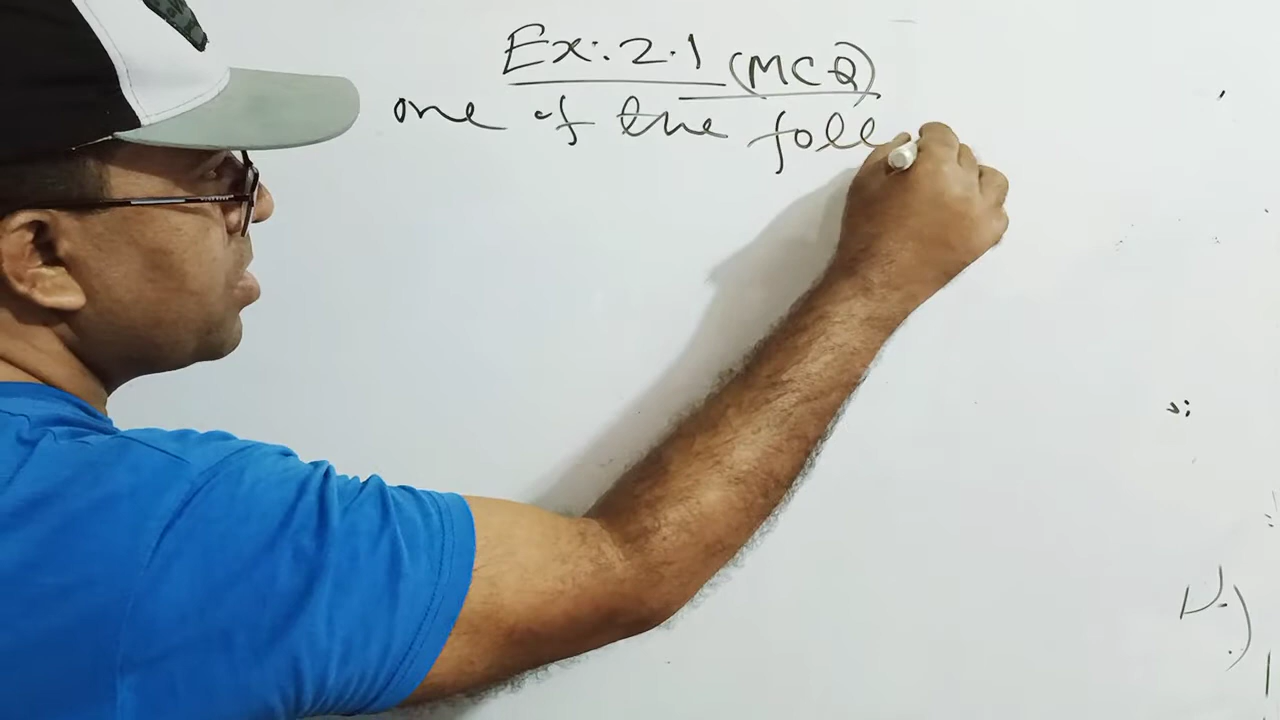 Ex:. 2.1 (MCQ)
one of the foll